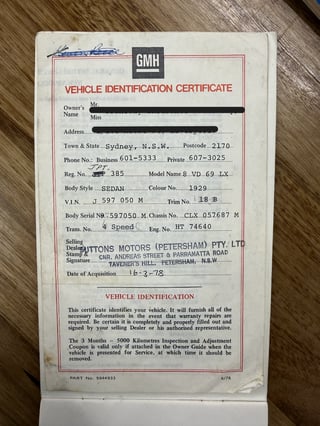 GMH
VEHICLE IDENTIFICATION CERTIFICATE
Owner's Mr.
Name
Miss
Address
Town & State Sydney, N.S.W. Postcode 2170
Phone No.: Business 601-5333 Private 607-3025
Reg. No. JPT 385 Model Name 8 VD 69 LX
Body Style SEDAN Colour No. 1929
V.I.N. J 597 050 M Trim No. 18 B
Body Serial No. 597050 M Chassis No. CLX 057687 M
Trans. No. 4 Speed Eng. No. HT 74640
Selling
Dealer's SUTTONS MOTORS (PETERSHAM) PTY. LTD
Stamp & CNR. ANDREAS STREET & PARRAMATTA ROAD
Signature TAVENER'S HILL, PETERSHAM, N.S.W
Date of Acquisition 16-3-78
VEHICLE IDENTIFICATION
This certificate identifies your vehicle. It will furnish all of the
necessary information in the event that warranty repairs are
required. Be certain it is completely and properly filled out and
signed by your selling Dealer or his authorised representative.
The 3 Months – 5000 Kilometres Inspection and Adjustment
Coupon is valid only if attached in the Owner Guide when the
vehicle is presented for Service, at which time it should be
removed.
PART No.